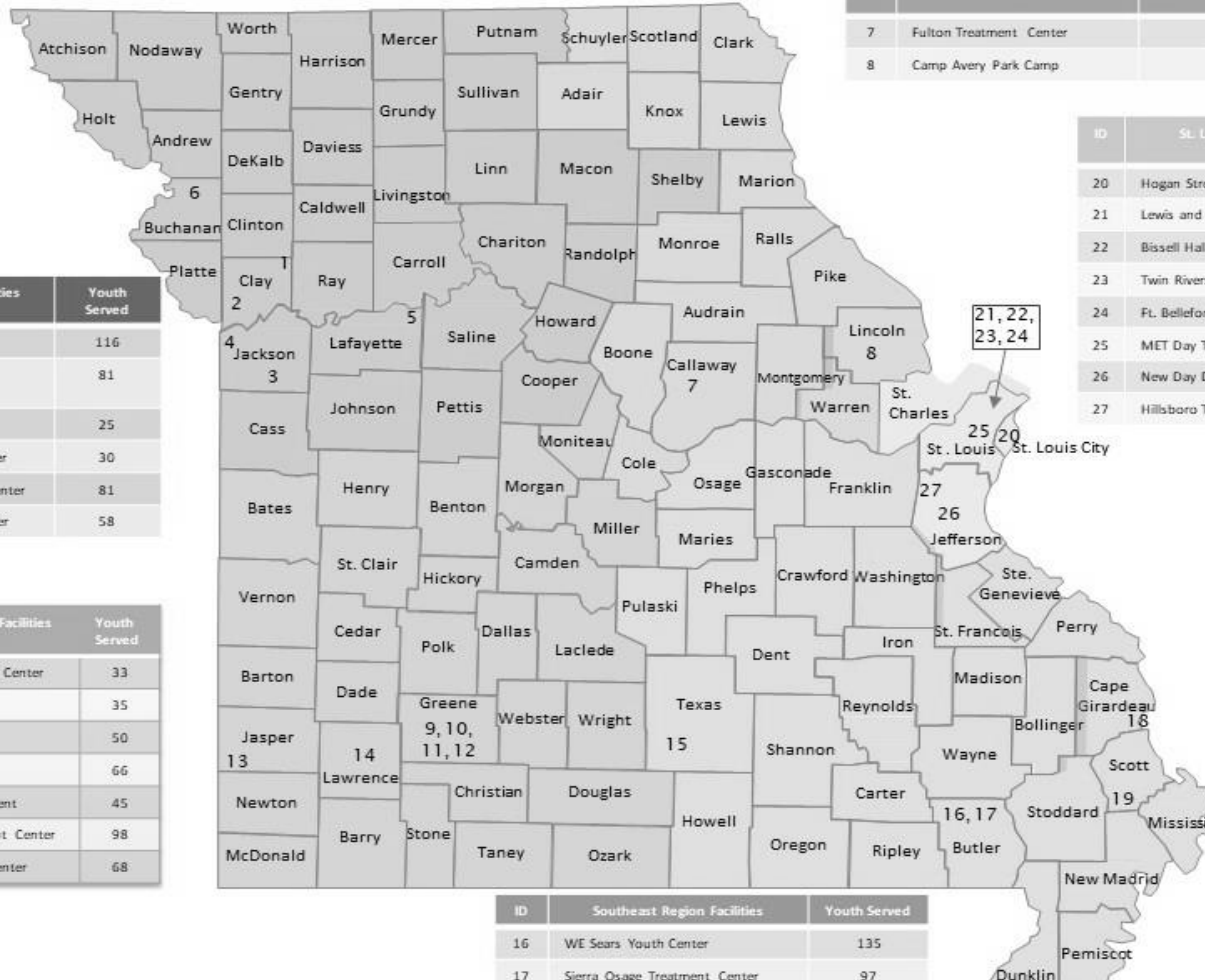 7 Fulton Treatment Center
8 Camp Avery Park Camp
ID St. L
20 Hogan Str
21 Lewis and
22 Bissell Hal
23 Twin River
24 Ft. Bellefo
25 MET Day T
26 New Day D
27 Hillsboro T
ties Youth Served
116
81
25
er 30
nter 81
er 58
Facilities Youth Served
Center 33
35
50
66
ent 45
t Center 98
enter 68
Atchison Nodaway Worth Harrison Mercer Putnam Schuyler Scotland Clark
Holt Andrew Gentry Grundy Sullivan Adair Knox Lewis
DeKalb Daviess Livingston Linn Macon Shelby Marion
6 Buchanan Clinton Caldwell Chariton Randolph Monroe Ralls
Platte Clay 1 2 Ray Carroll Pike
4 Jackson 3 Lafayette 5 Saline Howard Boone Audrain Callaway 7 Montgomery Lincoln 8
21, 22,
23, 24
Cass Johnson Pettis Cooper Moniteau Cole Warren St. Charles
25 St. Louis 20 St. Louis City
Bates Henry Benton Morgan Miller Osage Gasconade Franklin 27 26 Jefferson
Maries
Vernon St. Clair Hickory Camden Pulaski Phelps Crawford Washington Ste. Genevieve
Cedar Polk Dallas Laclede Dent Iron St. Francois Perry
Barton Dade Greene 9, 10, 11, 12 Webster Wright Texas 15 Reynolds Madison Bollinger Cape Girardeau 18
Jasper 13 14 Lawrence Shannon Wayne Scott 19
Newton Christian Douglas Howell Carter 16, 17 Butler Stoddard Mississi
McDonald Barry Stone Taney Ozark Oregon Ripley New Madrid
Pemiscot
Dunklin
ID Southeast Region Facilities Youth Served
16 WE Sears Youth Center 135
17 Sierra Osage Treatment Center 97